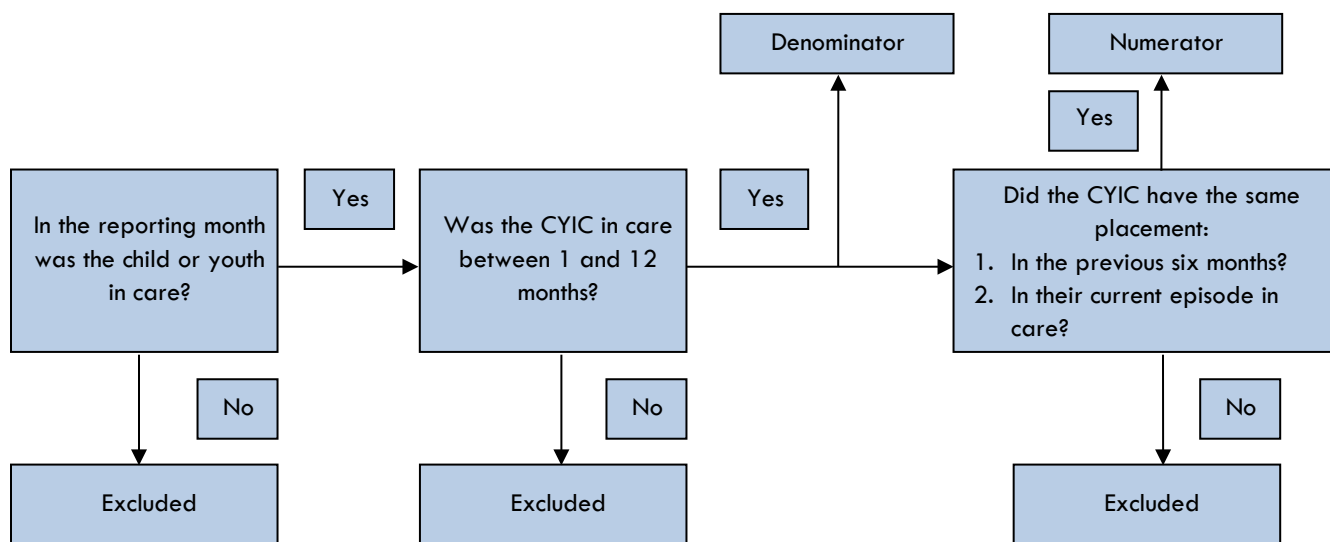 Denominator
Numerator
Yes
Yes
Yes
In the reporting month
was the child or youth
in care?
Was the CYIC in care
between 1 and 12
months?
Did the CYIC have the same
placement:
1. In the previous six months?
2. In their current episode in
care?
No
No
No
Excluded
Excluded
Excluded